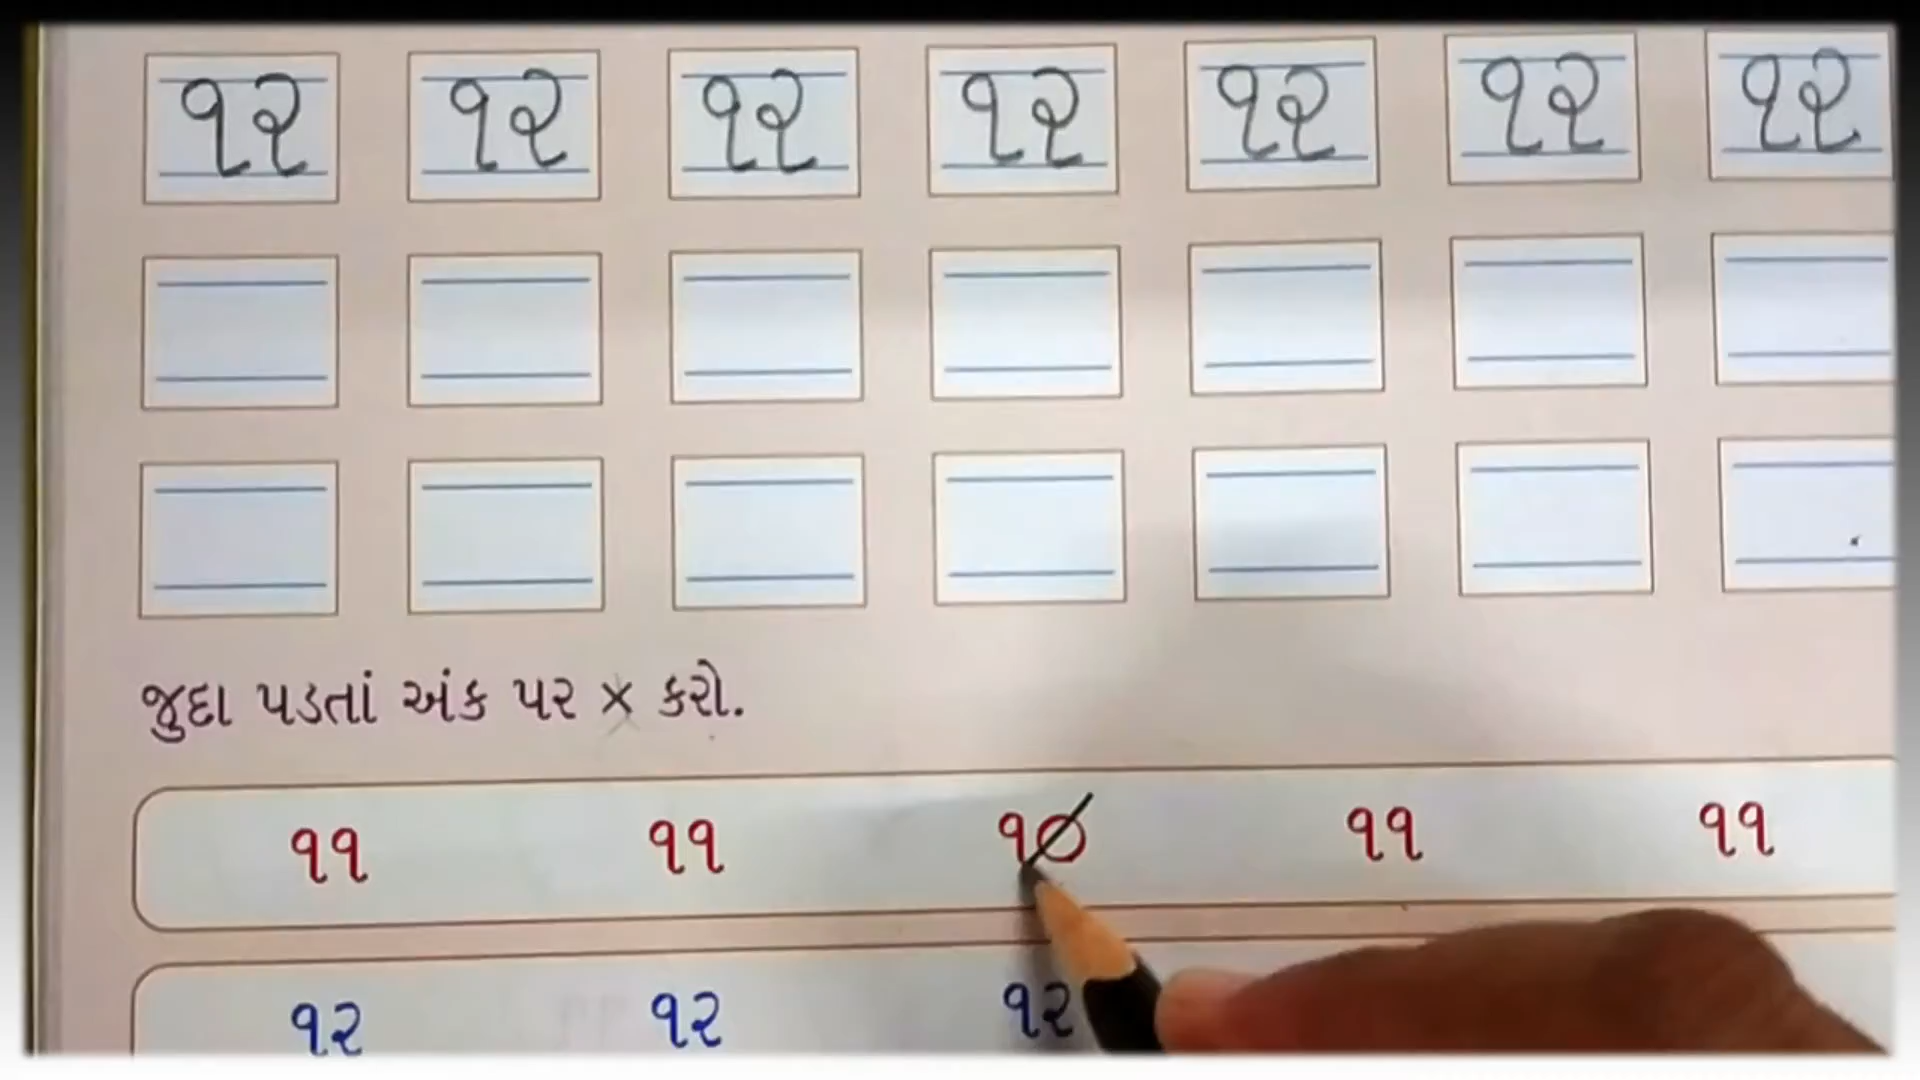 ૧૨ ૧૨ ૧૨ ૧૨ ૧૨ ૧૨ ૧૨
જુદા પડતાં અંક પર × કરો.
૧૧ ૧૧ ૧૦ ૧૧ ૧૧
૧૨ ૧૨ ૧૨